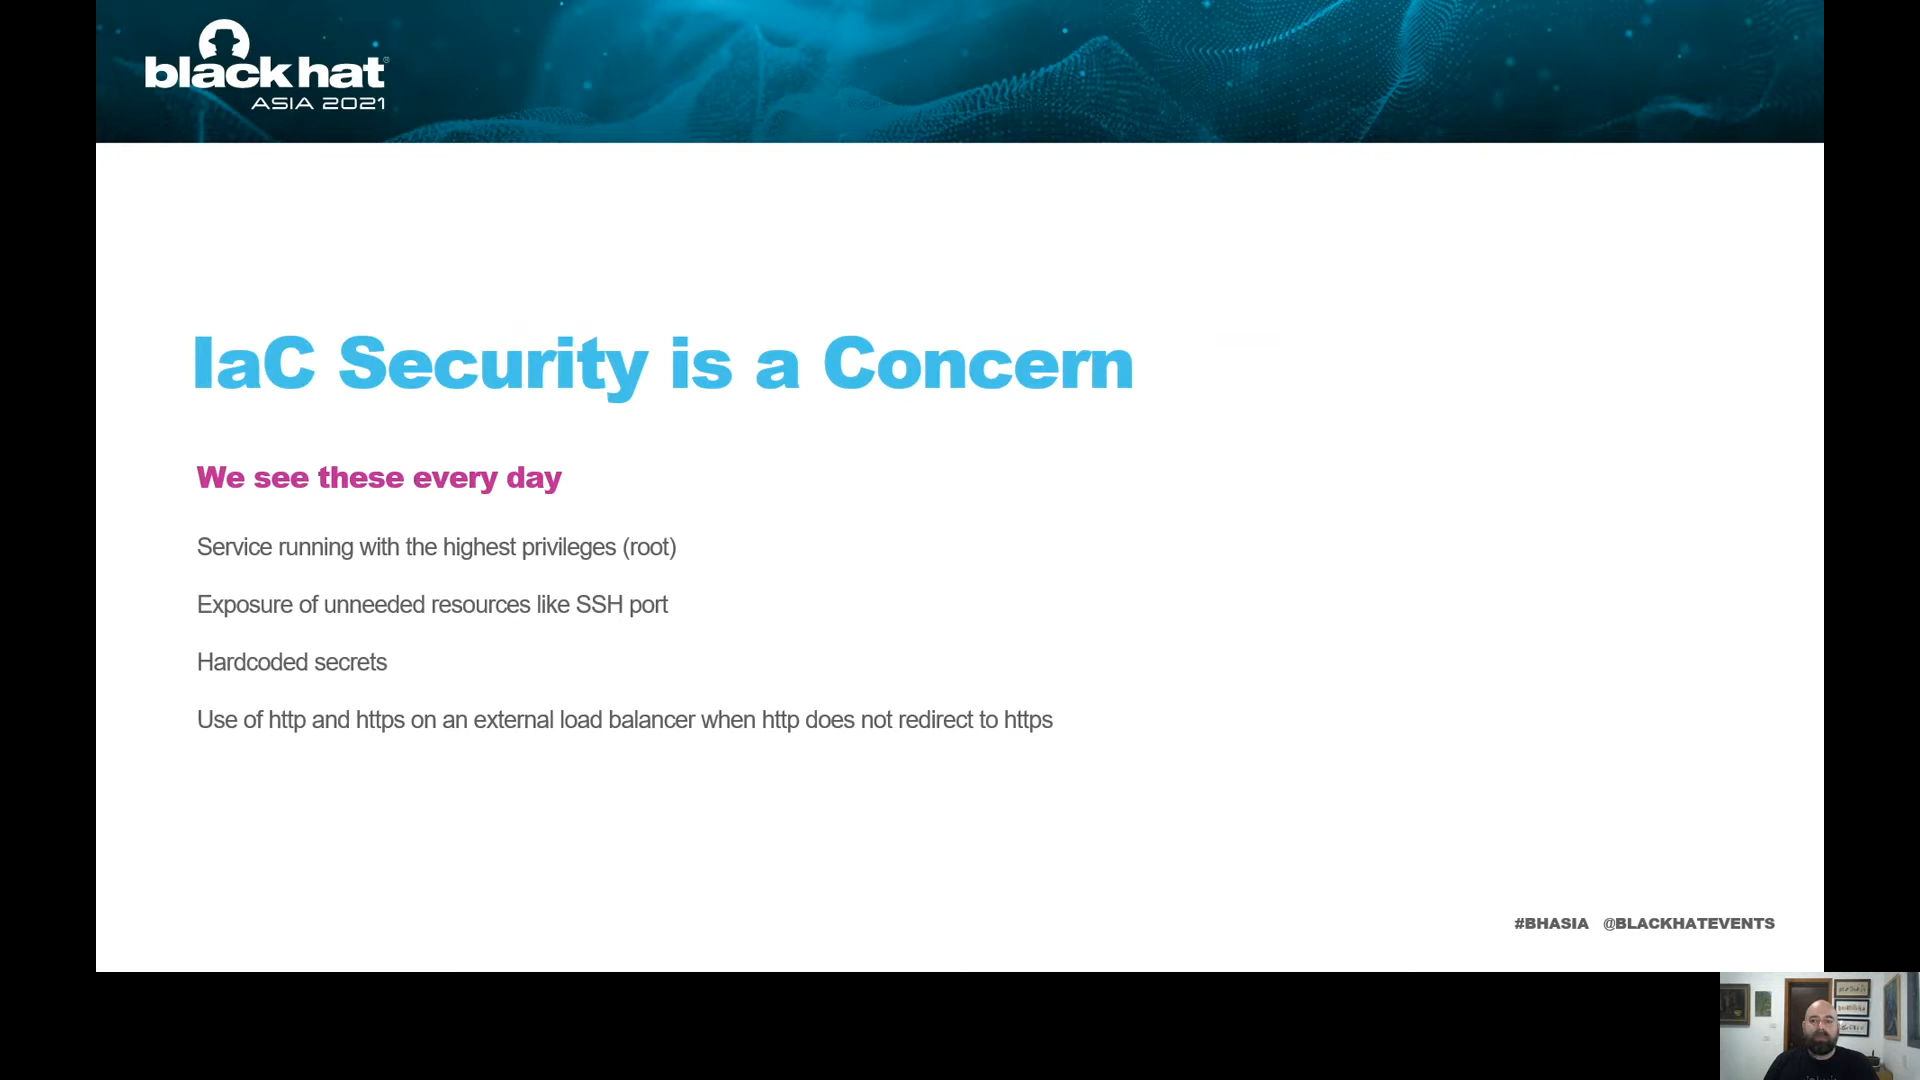 black hat®
ASIA 2021
IaC Security is a Concern
We see these every day
Service running with the highest privileges (root)
Exposure of unneeded resources like SSH port
Hardcoded secrets
Use of http and https on an external load balancer when http does not redirect to https
#BHASIA @BLACKHATEVENTS